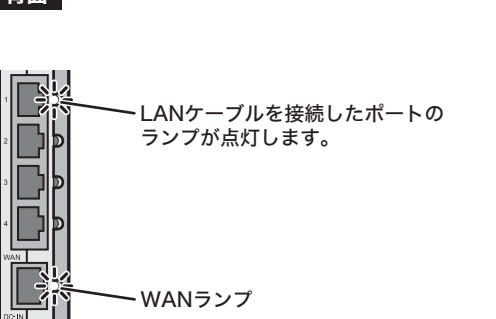 背面
1
LANケーブルを接続したポートの
ランプが点灯します。
2
3
4
WAN
WANランプ
DC-IN